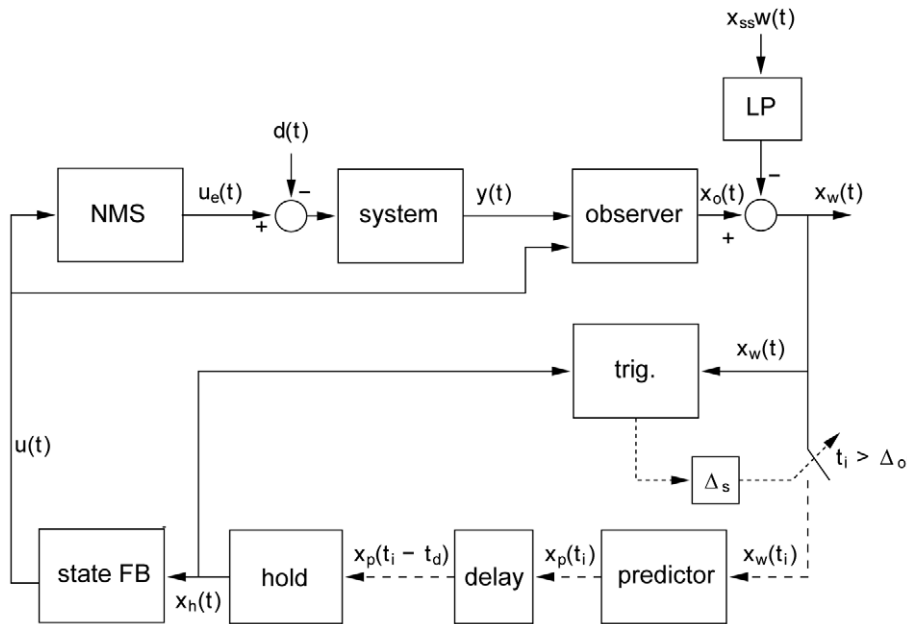 x_ss w(t)
LP
d(t)
−
−
NMS
u_e(t)
+
system
y(t)
observer
x_o(t)
+
x_w(t)
trig.
x_w(t)
u(t)
Δ_s
t_i > Δ_o
state FB
x_h(t)
hold
x_p(t_i − t_d)
delay
x_p(t_i)
predictor
x_w(t_i)